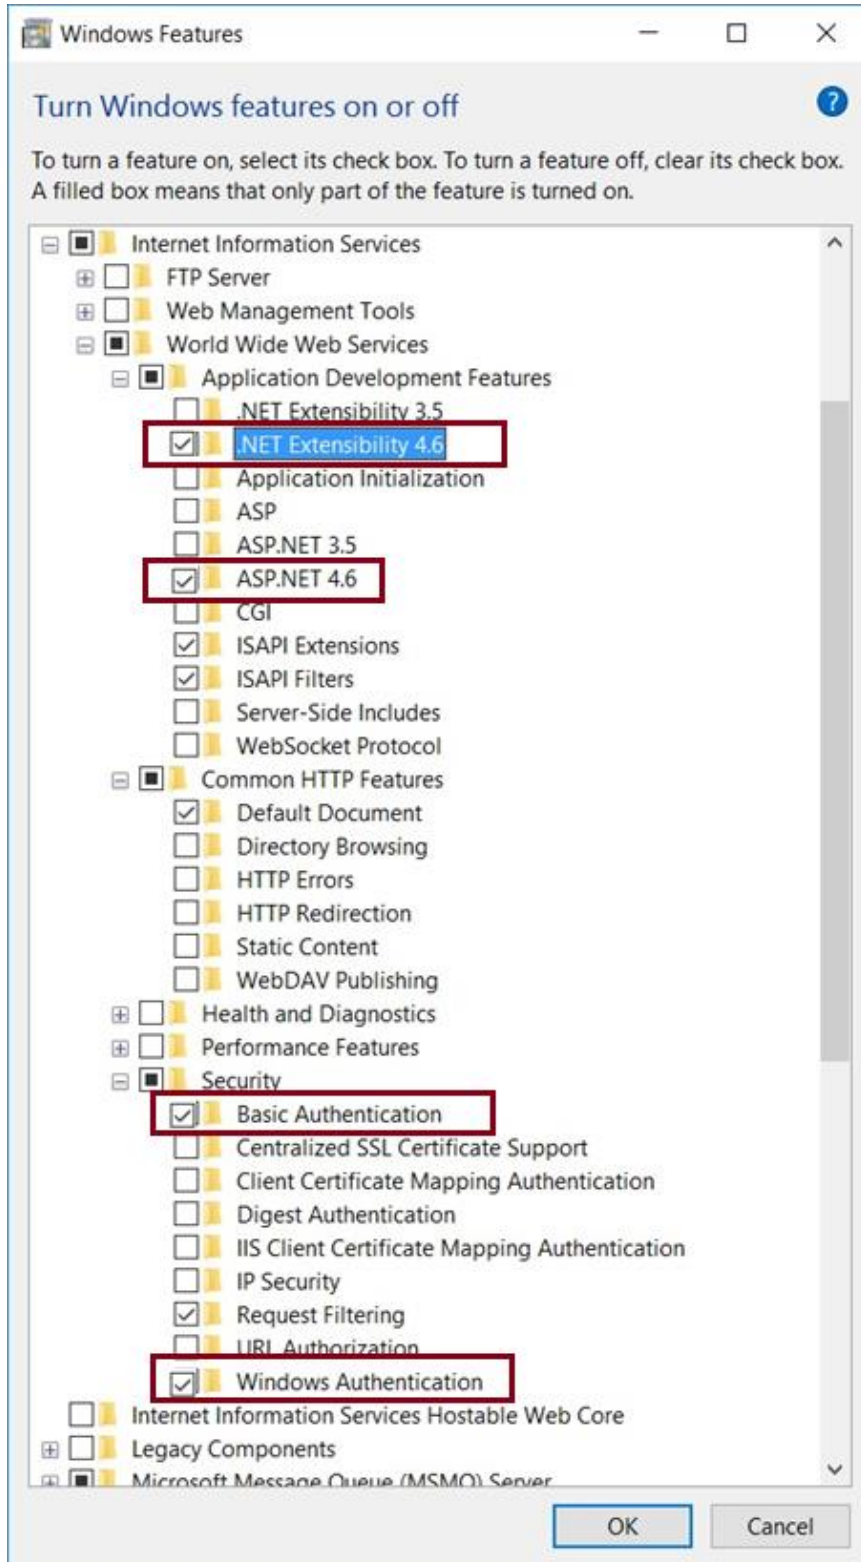 Windows Features
Turn Windows features on or off
?
To turn a feature on, select its check box. To turn a feature off, clear its check box.
A filled box means that only part of the feature is turned on.
Internet Information Services
FTP Server
Web Management Tools
World Wide Web Services
Application Development Features
.NET Extensibility 3.5
.NET Extensibility 4.6
Application Initialization
ASP
ASP.NET 3.5
ASP.NET 4.6
CGI
ISAPI Extensions
ISAPI Filters
Server-Side Includes
WebSocket Protocol
Common HTTP Features
Default Document
Directory Browsing
HTTP Errors
HTTP Redirection
Static Content
WebDAV Publishing
Health and Diagnostics
Performance Features
Security
Basic Authentication
Centralized SSL Certificate Support
Client Certificate Mapping Authentication
Digest Authentication
IIS Client Certificate Mapping Authentication
IP Security
Request Filtering
URL Authorization
Windows Authentication
Internet Information Services Hostable Web Core
Legacy Components
Microsoft Message Queue (MSMQ) Server
OK
Cancel